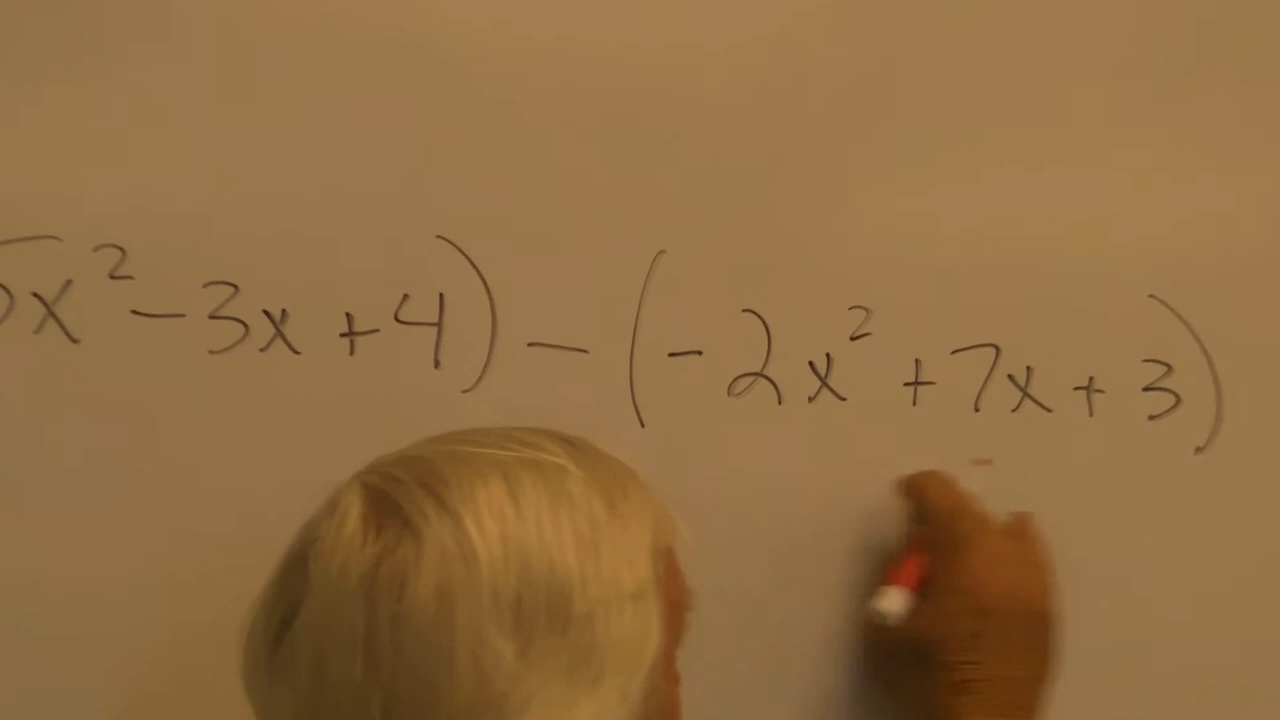 x² - 3x + 4) - (-2x² + 7x + 3)